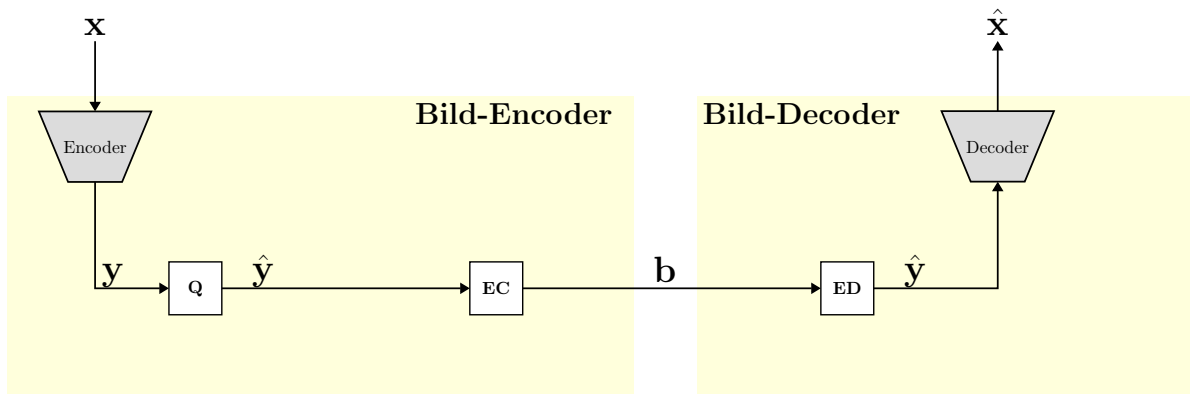 x
x̂
Bild-Encoder
Bild-Decoder
Encoder
Decoder
y
ŷ
b
ŷ
Q
EC
ED